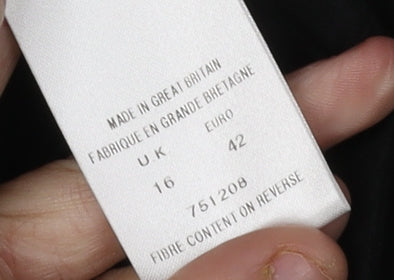 MADE IN GREAT BRITAIN
FABRIQUE EN GRANDE BRETAGNE
UK EURO
16 42
751208
FIBRE CONTENT ON REVERSE